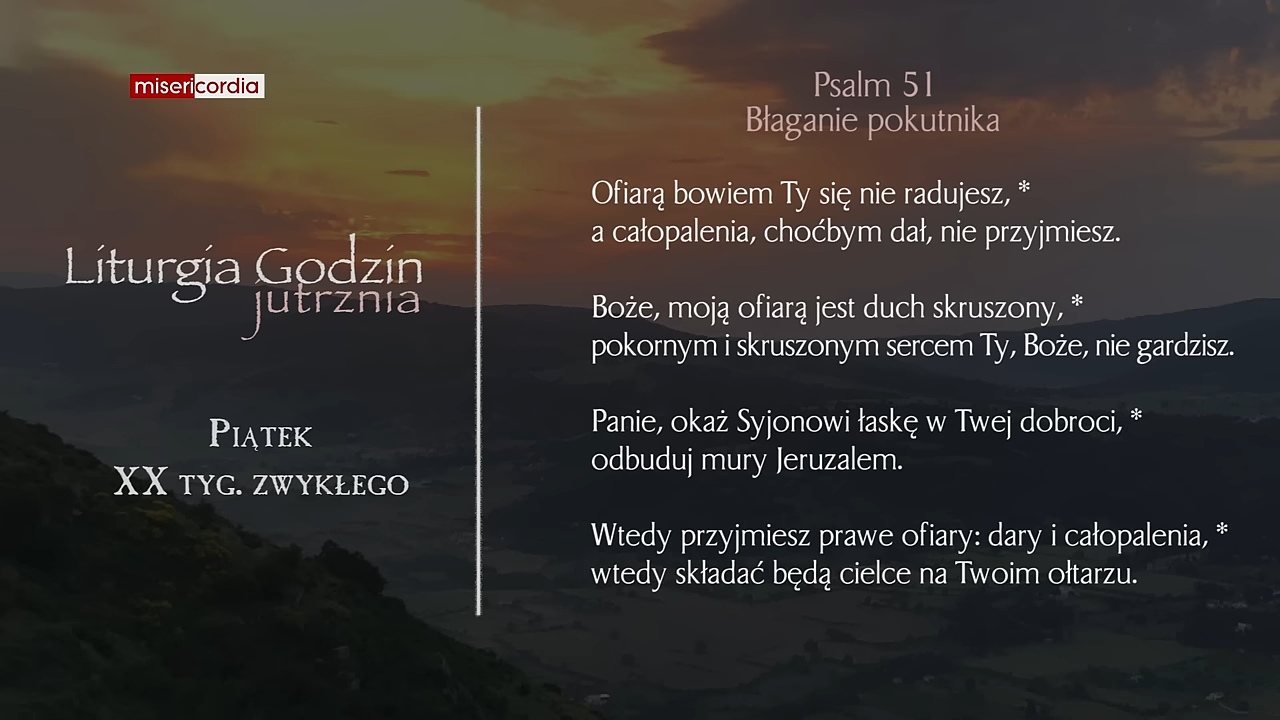 misericordia
Liturgia Godzin
jutrznia
Piątek
XX tyg. zwykłego
Psalm 51
Błaganie pokutnika
Ofiarą bowiem Ty się nie radujesz, *
a całopalenia, choćbym dał, nie przyjmiesz.
Boże, moją ofiarą jest duch skruszony, *
pokornym i skruszonym sercem Ty, Boże, nie gardzisz.
Panie, okaż Syjonowi łaskę w Twej dobroci, *
odbuduj mury Jeruzalem.
Wtedy przyjmiesz prawe ofiary: dary i całopalenia, *
wtedy składać będą cielce na Twoim ołtarzu.